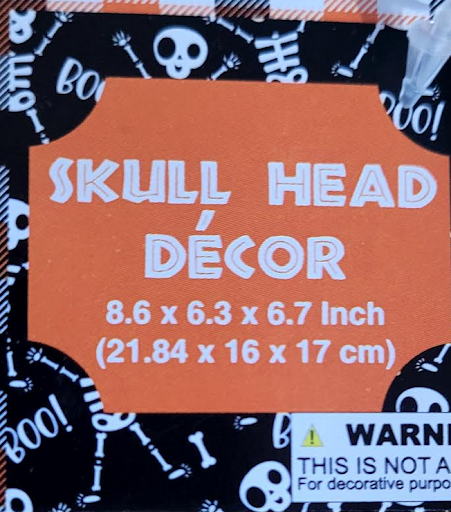 BOO!
SKULL HEAD
DÉCOR
8.6 x 6.3 x 6.7 Inch
(21.84 x 16 x 17 cm)
BOO!
WARN
THIS IS NOT A
For decorative purpo